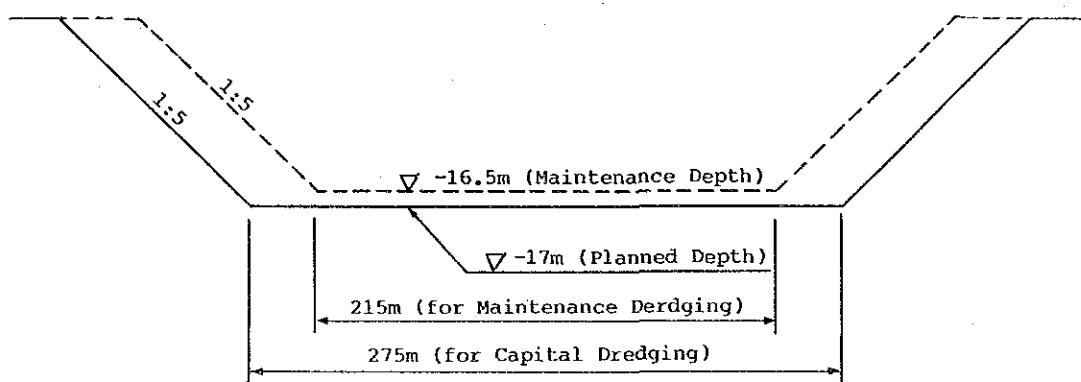 1:5
1:5
▽ -16.5m (Maintenance Depth)
▽ -17m (Planned Depth)
215m (for Maintenance Derdging)
275m (for Capital Dredging)